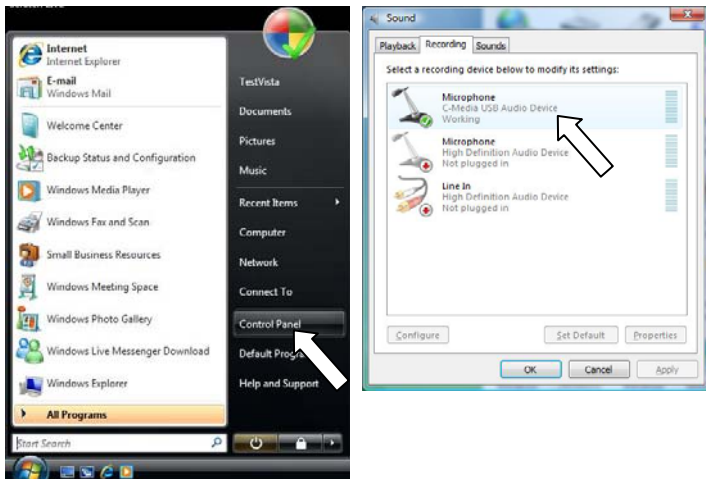 Internet
Internet Explorer
E-mail
Windows Mail
Welcome Center
Backup Status and Configuration
Windows Media Player
Windows Fax and Scan
Small Business Resources
Windows Meeting Space
Windows Photo Gallery
Windows Live Messenger Download
Windows Explorer
All Programs
Start Search
TestVista
Documents
Pictures
Music
Recent Items
Computer
Network
Connect To
Control Panel
Default
Help and Support
Sound
Playback Recording Sounds
Select a recording device below to modify its settings:
Microphone
C-Media USB Audio Device
Working
Microphone
High Definition Audio Device
Not plugged in
Line In
High Definition Audio Device
Not plugged in
Configure Set Default Properties
OK Cancel Apply